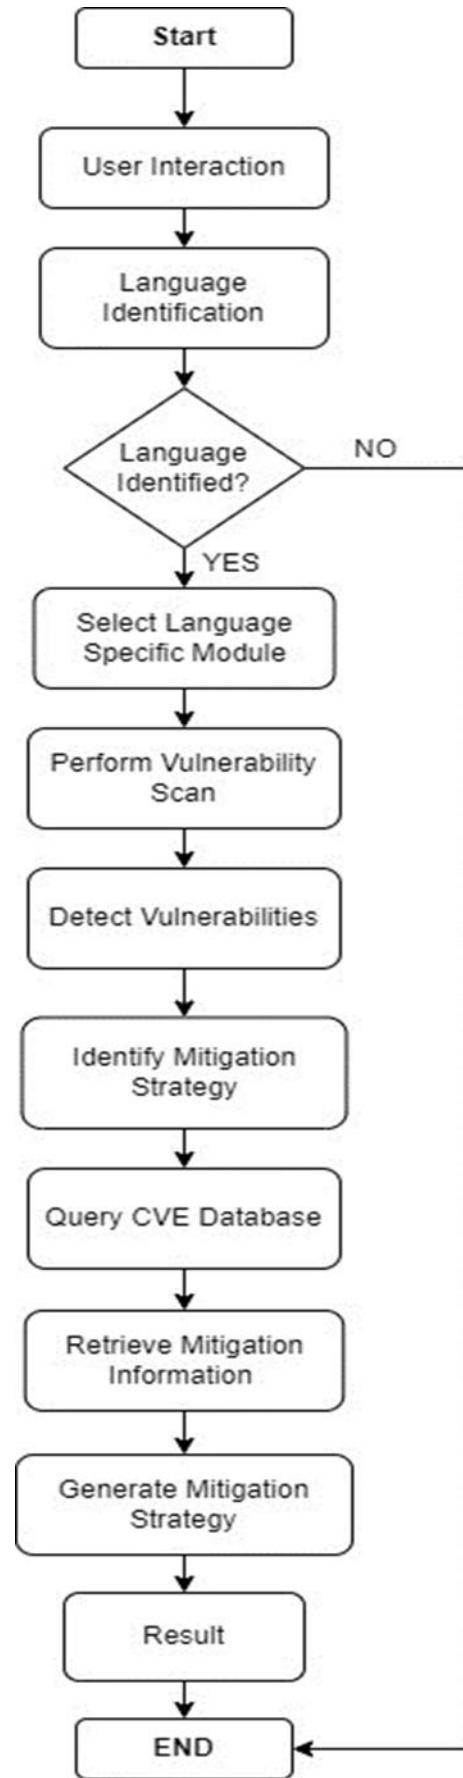 Start
User Interaction
Language
Identification
Language
Identified?
NO
YES
Select Language
Specific Module
Perform Vulnerability
Scan
Detect Vulnerabilities
Identify Mitigation
Strategy
Query CVE Database
Retrieve Mitigation
Information
Generate Mitigation
Strategy
Result
END